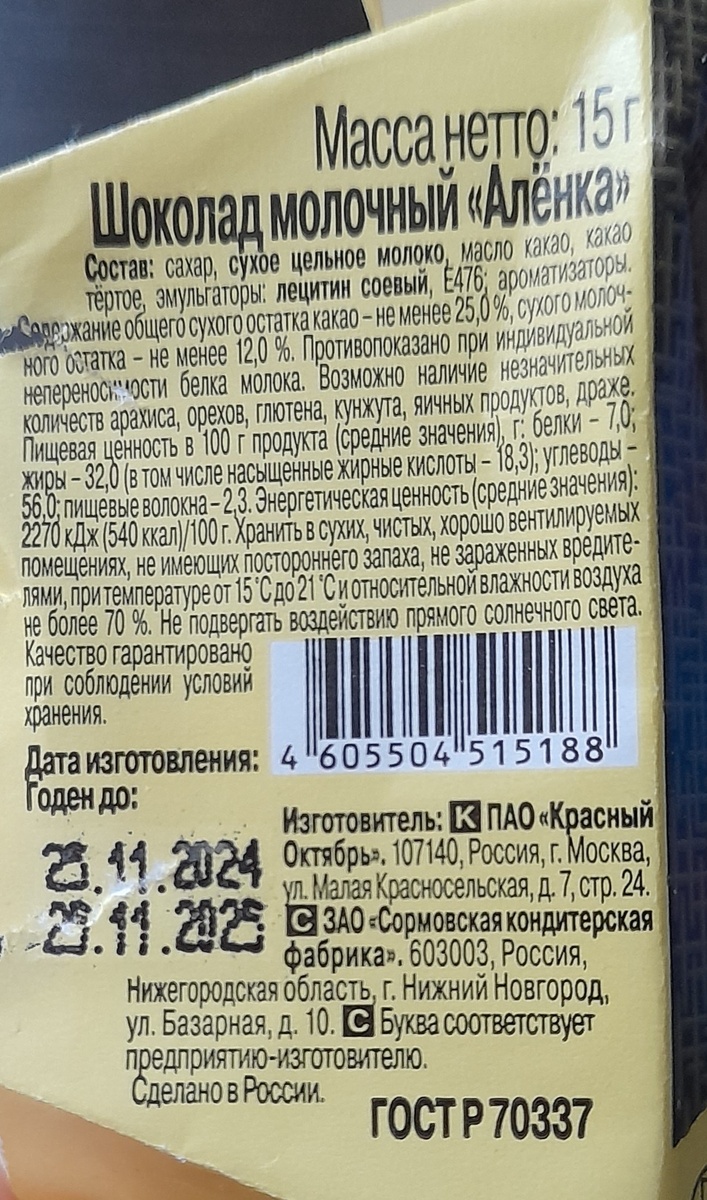 Масса нетто: 15 г
Шоколад молочный «Алёнка»
Состав: сахар, сухое цельное молоко, масло какао, какао
тёртое, эмульгаторы: лецитин соевый, Е476; ароматизаторы.
Содержание общего сухого остатка какао – не менее 25,0 %, сухого молоч-
ного остатка – не менее 12,0 %. Противопоказано при индивидуальной
непереносимости белка молока. Возможно наличие незначительных
количеств арахиса, орехов, глютена, кунжута, яичных продуктов, драже.
Пищевая ценность в 100 г продукта (средние значения), г: белки – 7,0;
жиры – 32,0 (в том числе насыщенные жирные кислоты – 18,3); углеводы –
56,0; пищевые волокна – 2,3. Энергетическая ценность (средние значения):
2270 кДж (540 ккал)/100 г. Хранить в сухих, чистых, хорошо вентилируемых
помещениях, не имеющих постороннего запаха, не зараженных вредите-
лями, при температуре от 15 °С до 21 °С и относительной влажности воздуха
не более 70 %. Не подвергать воздействию прямого солнечного света.
Качество гарантировано
при соблюдении условий
хранения.
4 605504 515188
Дата изготовления:
Годен до:
25.11.2024
25.11.2025
Изготовитель: К ПАО «Красный
Октябрь». 107140, Россия, г. Москва,
ул. Малая Красносельская, д. 7, стр. 24.
С ЗАО «Сормовская кондитерская
фабрика». 603003, Россия,
Нижегородская область, г. Нижний Новгород,
ул. Базарная, д. 10. С Буква соответствует
предприятию-изготовителю.
Сделано в России.
ГОСТ Р 70337